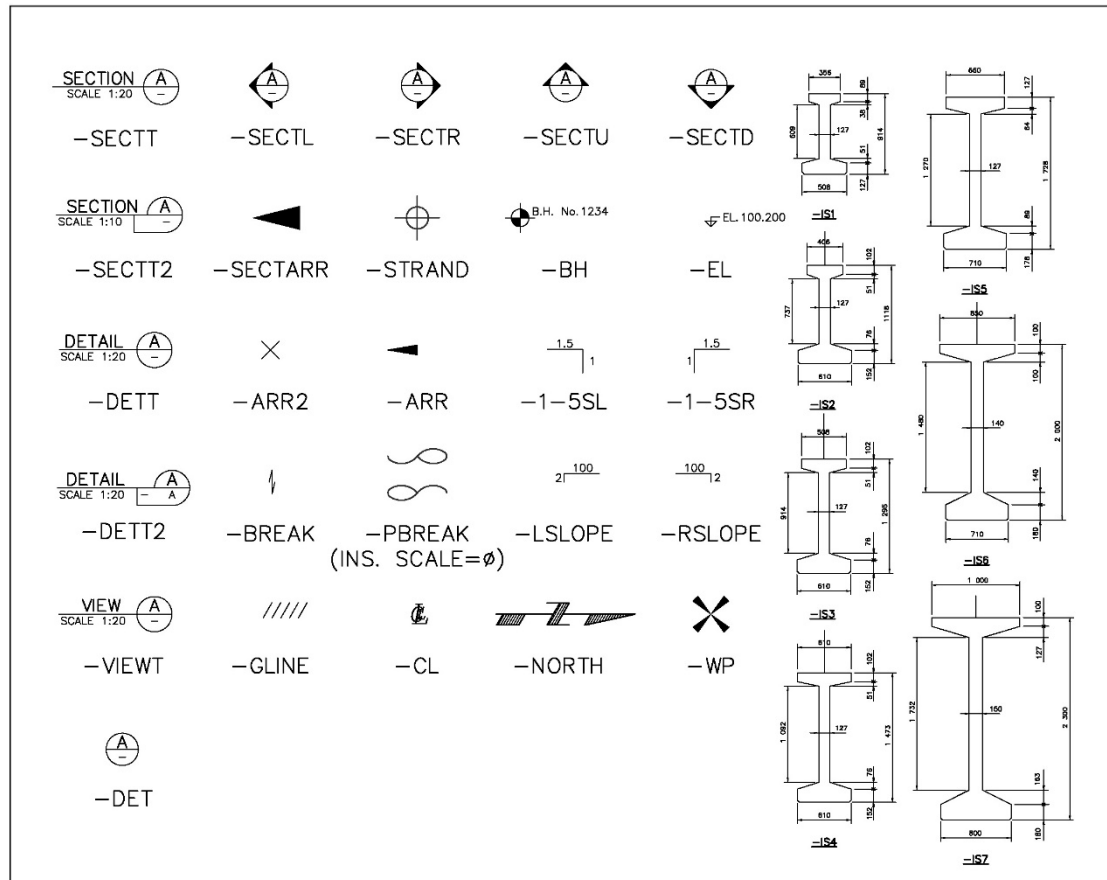 SECTION A
SCALE 1:20 –
-SECTT
A
–
-SECTL
A
–
-SECTR
A
–
-SECTU
A
–
-SECTD
SECTION A
SCALE 1:10 –
-SECTT2
-SECTARR
-STRAND
B.H. No.1234
-BH
EL.100.200
-EL
DETAIL A
SCALE 1:20 –
-DETT
-ARR2
-ARR
1.5
1
-1-5SL
1.5
1
-1-5SR
DETAIL A
SCALE 1:20 – A
-DETT2
-BREAK
-PBREAK
(INS. SCALE=Ø)
100
2
-LSLOPE
100
2
-RSLOPE
VIEW A
SCALE 1:20 –
-VIEWT
-GLINE
-CL
-NORTH
-WP
A
–
-DET
356
89
38
609
127
914
51
127
508
-IS1
406
102
51
737
127
1118
76
152
610
-IS2
508
102
51
914
127
1 295
76
152
610
-IS3
610
102
51
1 092
127
1 473
76
152
610
-IS4
660
127
64
1 270
127
1 728
89
178
710
-IS5
850
100
100
1 480
140
2 000
140
180
710
-IS6
1 000
100
127
1 732
160
2 300
163
180
800
-IS7